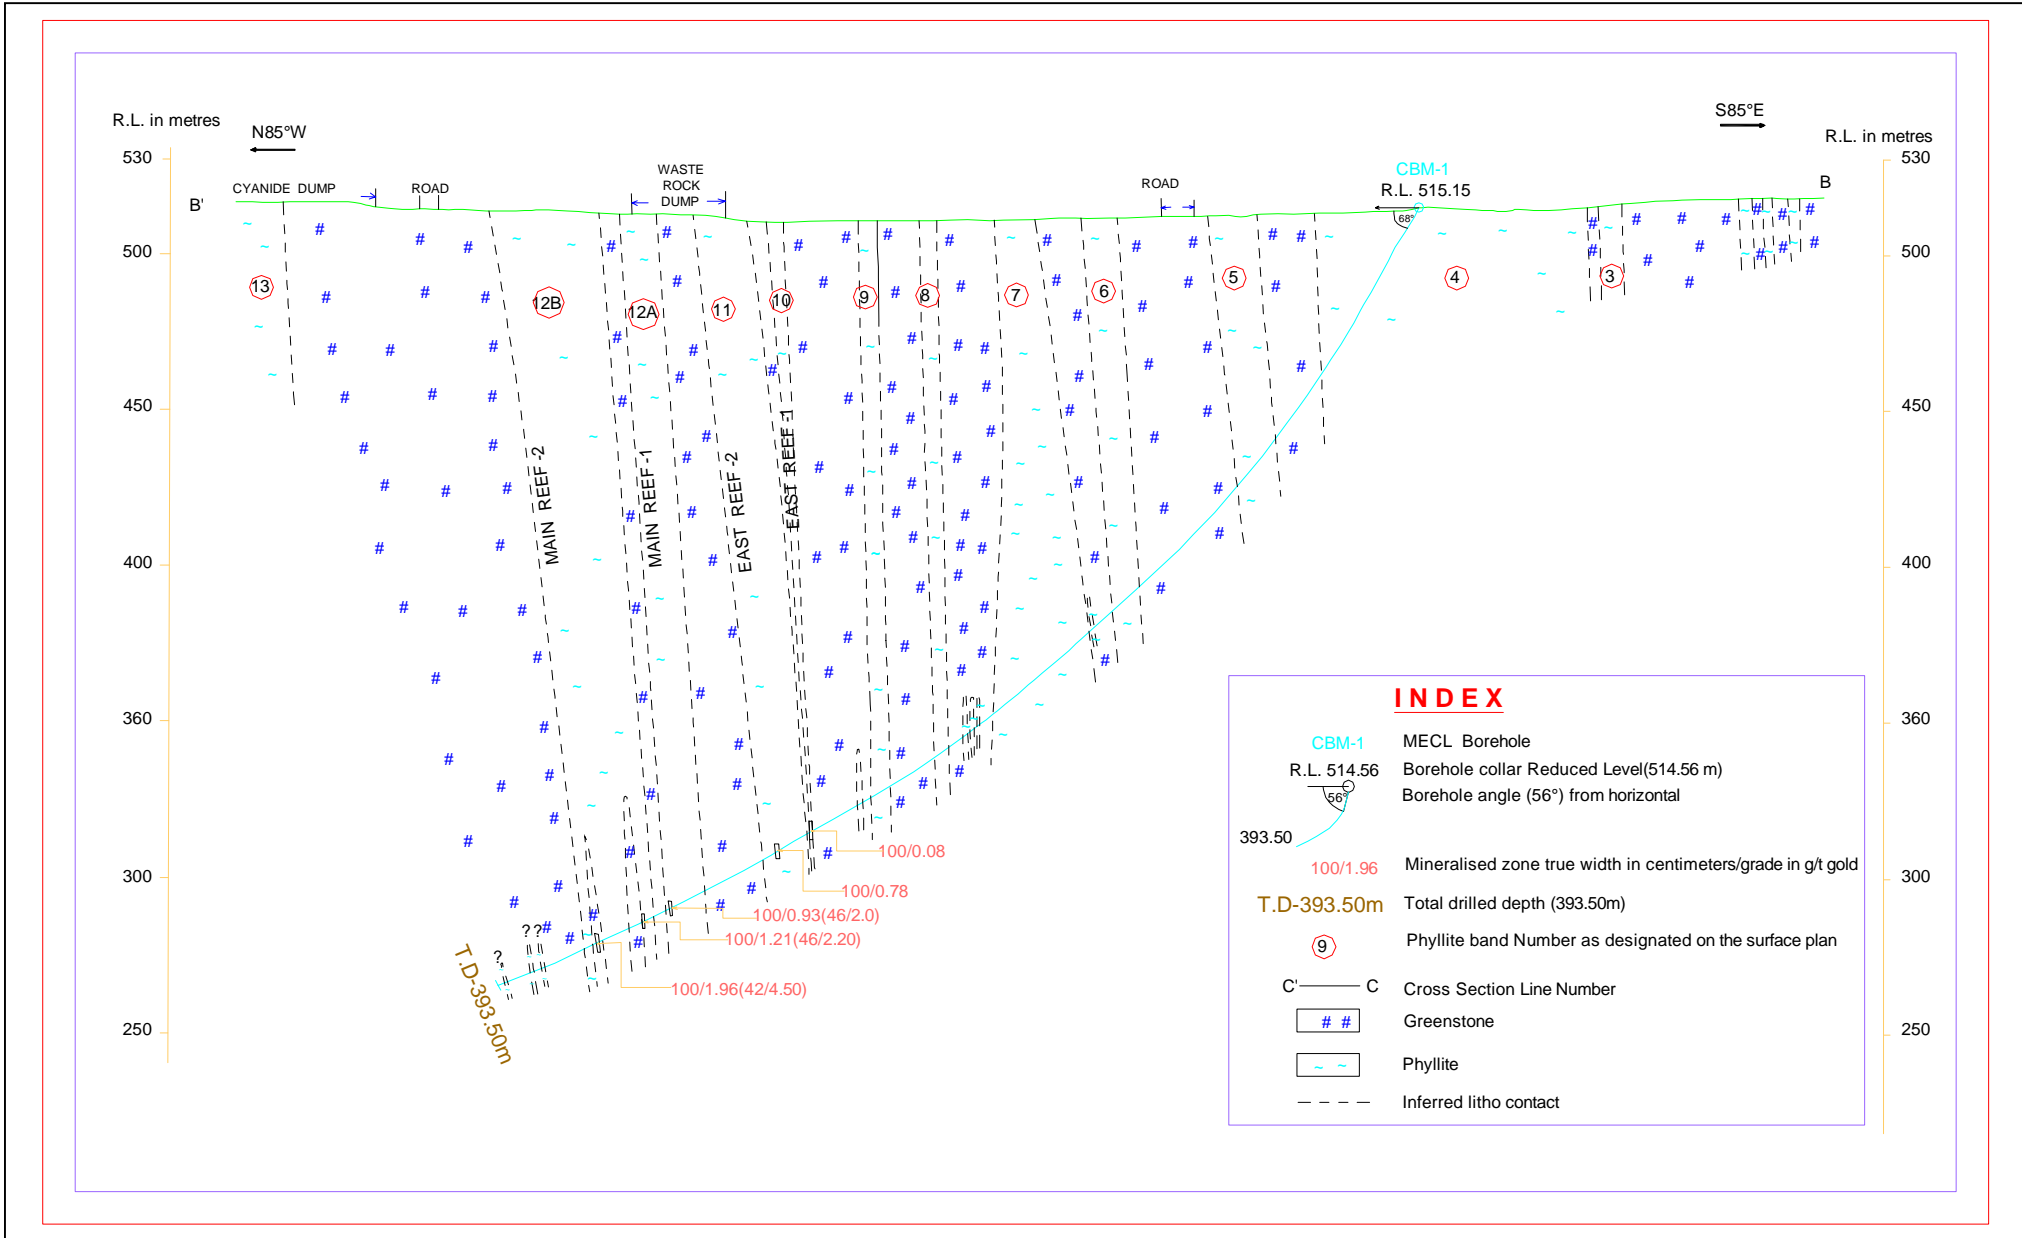 S85°E
R.L. in metres
N85°W
R.L. in metres
530
530
WASTE
ROCK
DUMP
CBM-1
R.L. 515.15
CYANIDE DUMP
ROAD
ROAD
B'
B
68°
500
500
13
12B
12A
11
10
9
8
7
6
5
4
3
450
450
MAIN REEF-2
MAIN REEF-1
EAST REEF-2
EAST REEF-1
400
400
360
360
300
300
250
250
100/0.08
100/0.78
100/0.93(46/2.0)
100/1.21(46/2.20)
100/1.96(42/4.50)
?
? ?
T.D-393.50m
INDEX
CBM-1 MECL Borehole
R.L. 514.56 Borehole collar Reduced Level(514.56 m)
56° Borehole angle (56°) from horizontal
393.50
100/1.96 Mineralised zone true width in centimeters/grade in g/t gold
T.D-393.50m Total drilled depth (393.50m)
9 Phyllite band Number as designated on the surface plan
C' C Cross Section Line Number
# # Greenstone
~ ~ Phyllite
Inferred litho contact